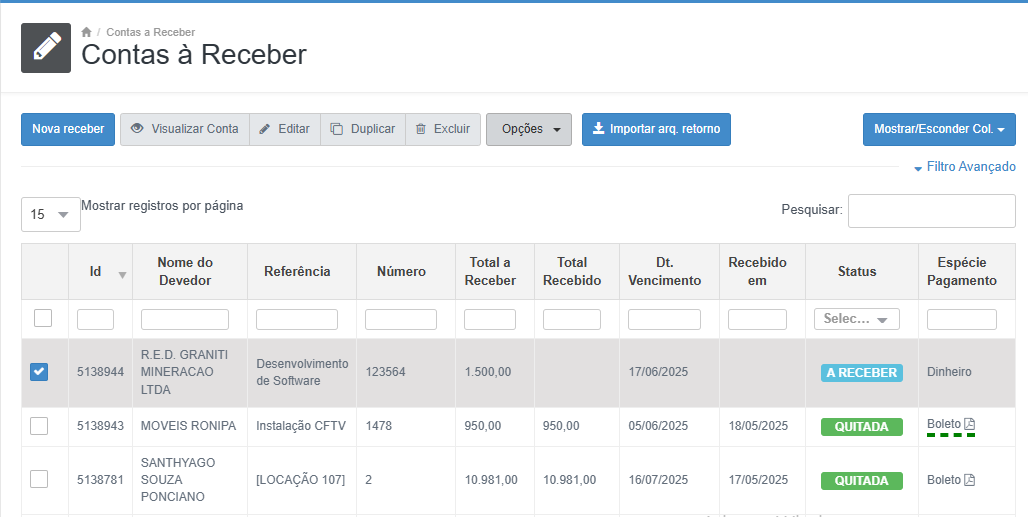 / Contas a Receber
Contas à Receber
Nova receber Visualizar Conta Editar Duplicar Excluir Opções Importar arq. retorno Mostrar/Esconder Col.
Filtro Avançado
15 Mostrar registros por página Pesquisar:
Id Nome do Devedor Referência Número Total a Receber Total Recebido Dt. Vencimento Recebido em Status Espécie Pagamento
Selec...
5138944 R.E.D. GRANITI MINERACAO LTDA Desenvolvimento de Software 123564 1.500,00 17/06/2025 A RECEBER Dinheiro
5138943 MOVEIS RONIPA Instalação CFTV 1478 950,00 950,00 05/06/2025 18/05/2025 QUITADA Boleto
5138781 SANTHYAGO SOUZA PONCIANO [LOCAÇÃO 107] 2 10.981,00 10.981,00 16/07/2025 17/05/2025 QUITADA Boleto